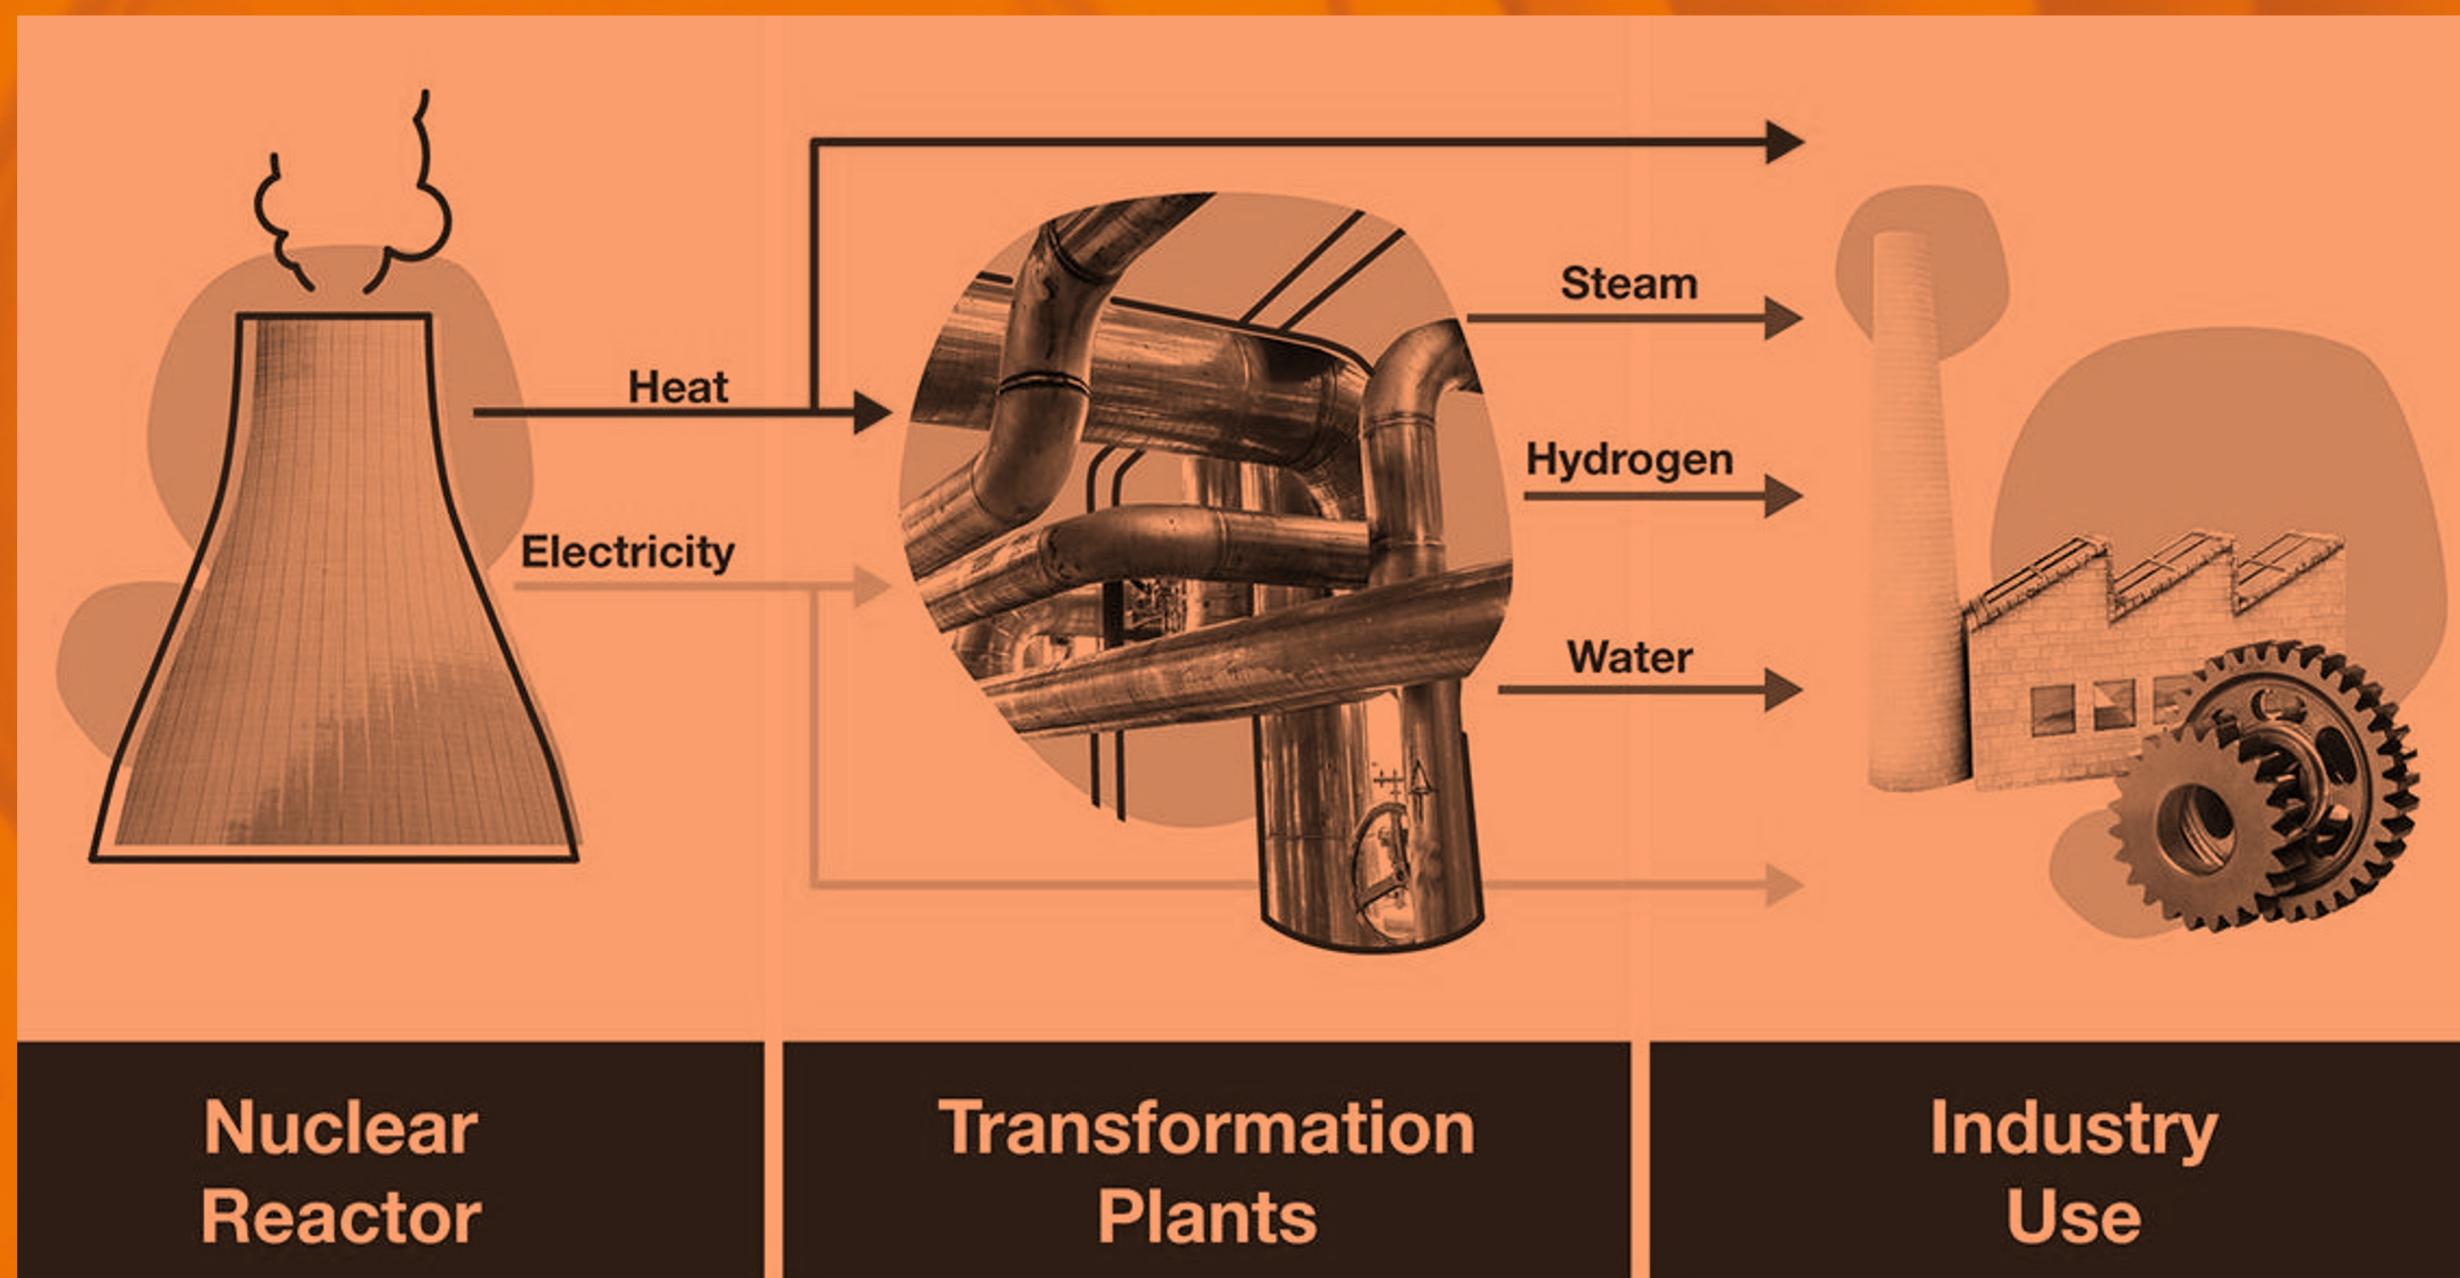 Heat
Electricity
Steam
Hydrogen
Water
Nuclear
Reactor
Transformation
Plants
Industry
Use